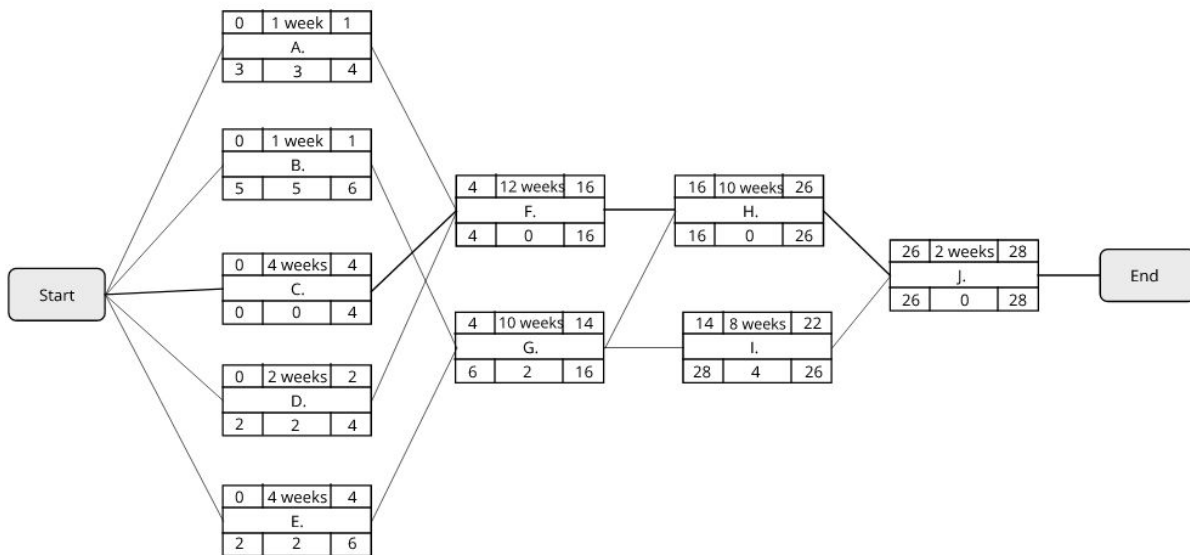 0 1 week 1
A.
3 3 4
0 1 week 1
B.
5 5 6
0 4 weeks 4
C.
0 0 4
0 2 weeks 2
D.
2 2 4
0 4 weeks 4
E.
2 2 6
Start
4 12 weeks 16
F.
4 0 16
4 10 weeks 14
G.
6 2 16
16 10 weeks 26
H.
16 0 26
14 8 weeks 22
I.
28 4 26
26 2 weeks 28
J.
26 0 28
End